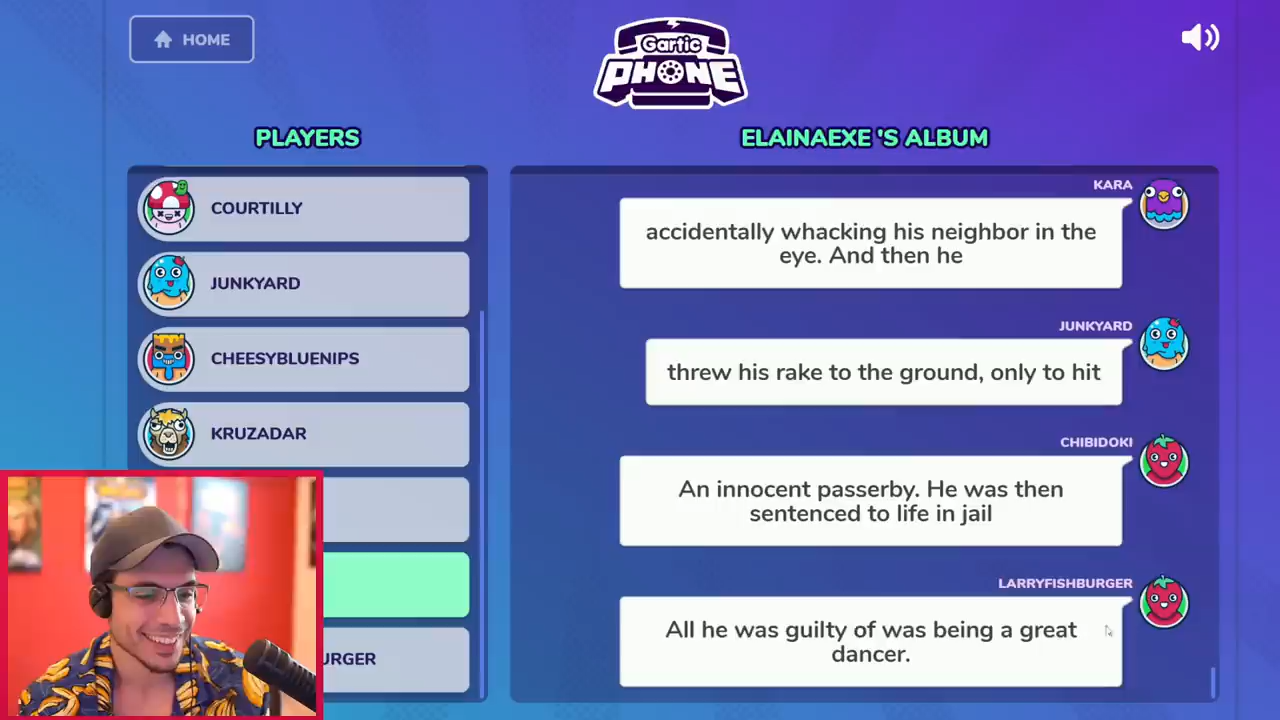 HOME
Gartic
PHONE
PLAYERS
COURTILLY
JUNKYARD
CHEESYBLUENIPS
KRUZADAR
URGER
ELAINAEXE 'S ALBUM
KARA
accidentally whacking his neighbor in the
eye. And then he
JUNKYARD
threw his rake to the ground, only to hit
CHIBIDOKI
An innocent passerby. He was then
sentenced to life in jail
LARRYFISHBURGER
All he was guilty of was being a great
dancer.